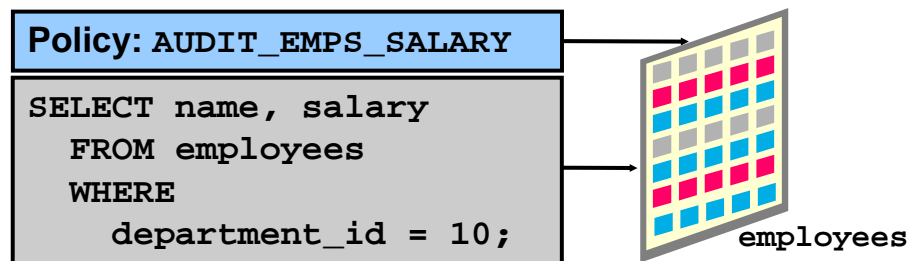 Policy: AUDIT_EMPS_SALARY
SELECT name, salary
FROM employees
WHERE
department_id = 10;
employees